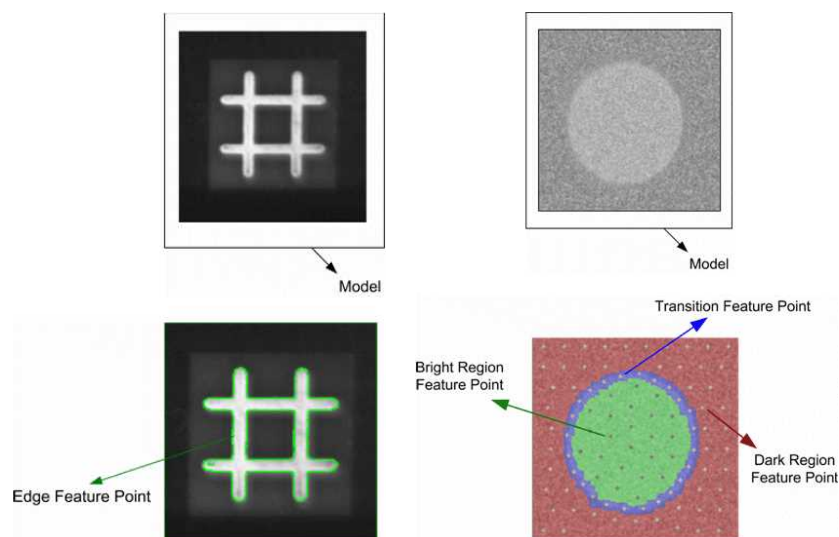 Model
Model
Transition Feature Point
Bright Region
Feature Point
Edge Feature Point
Dark Region
Feature Point